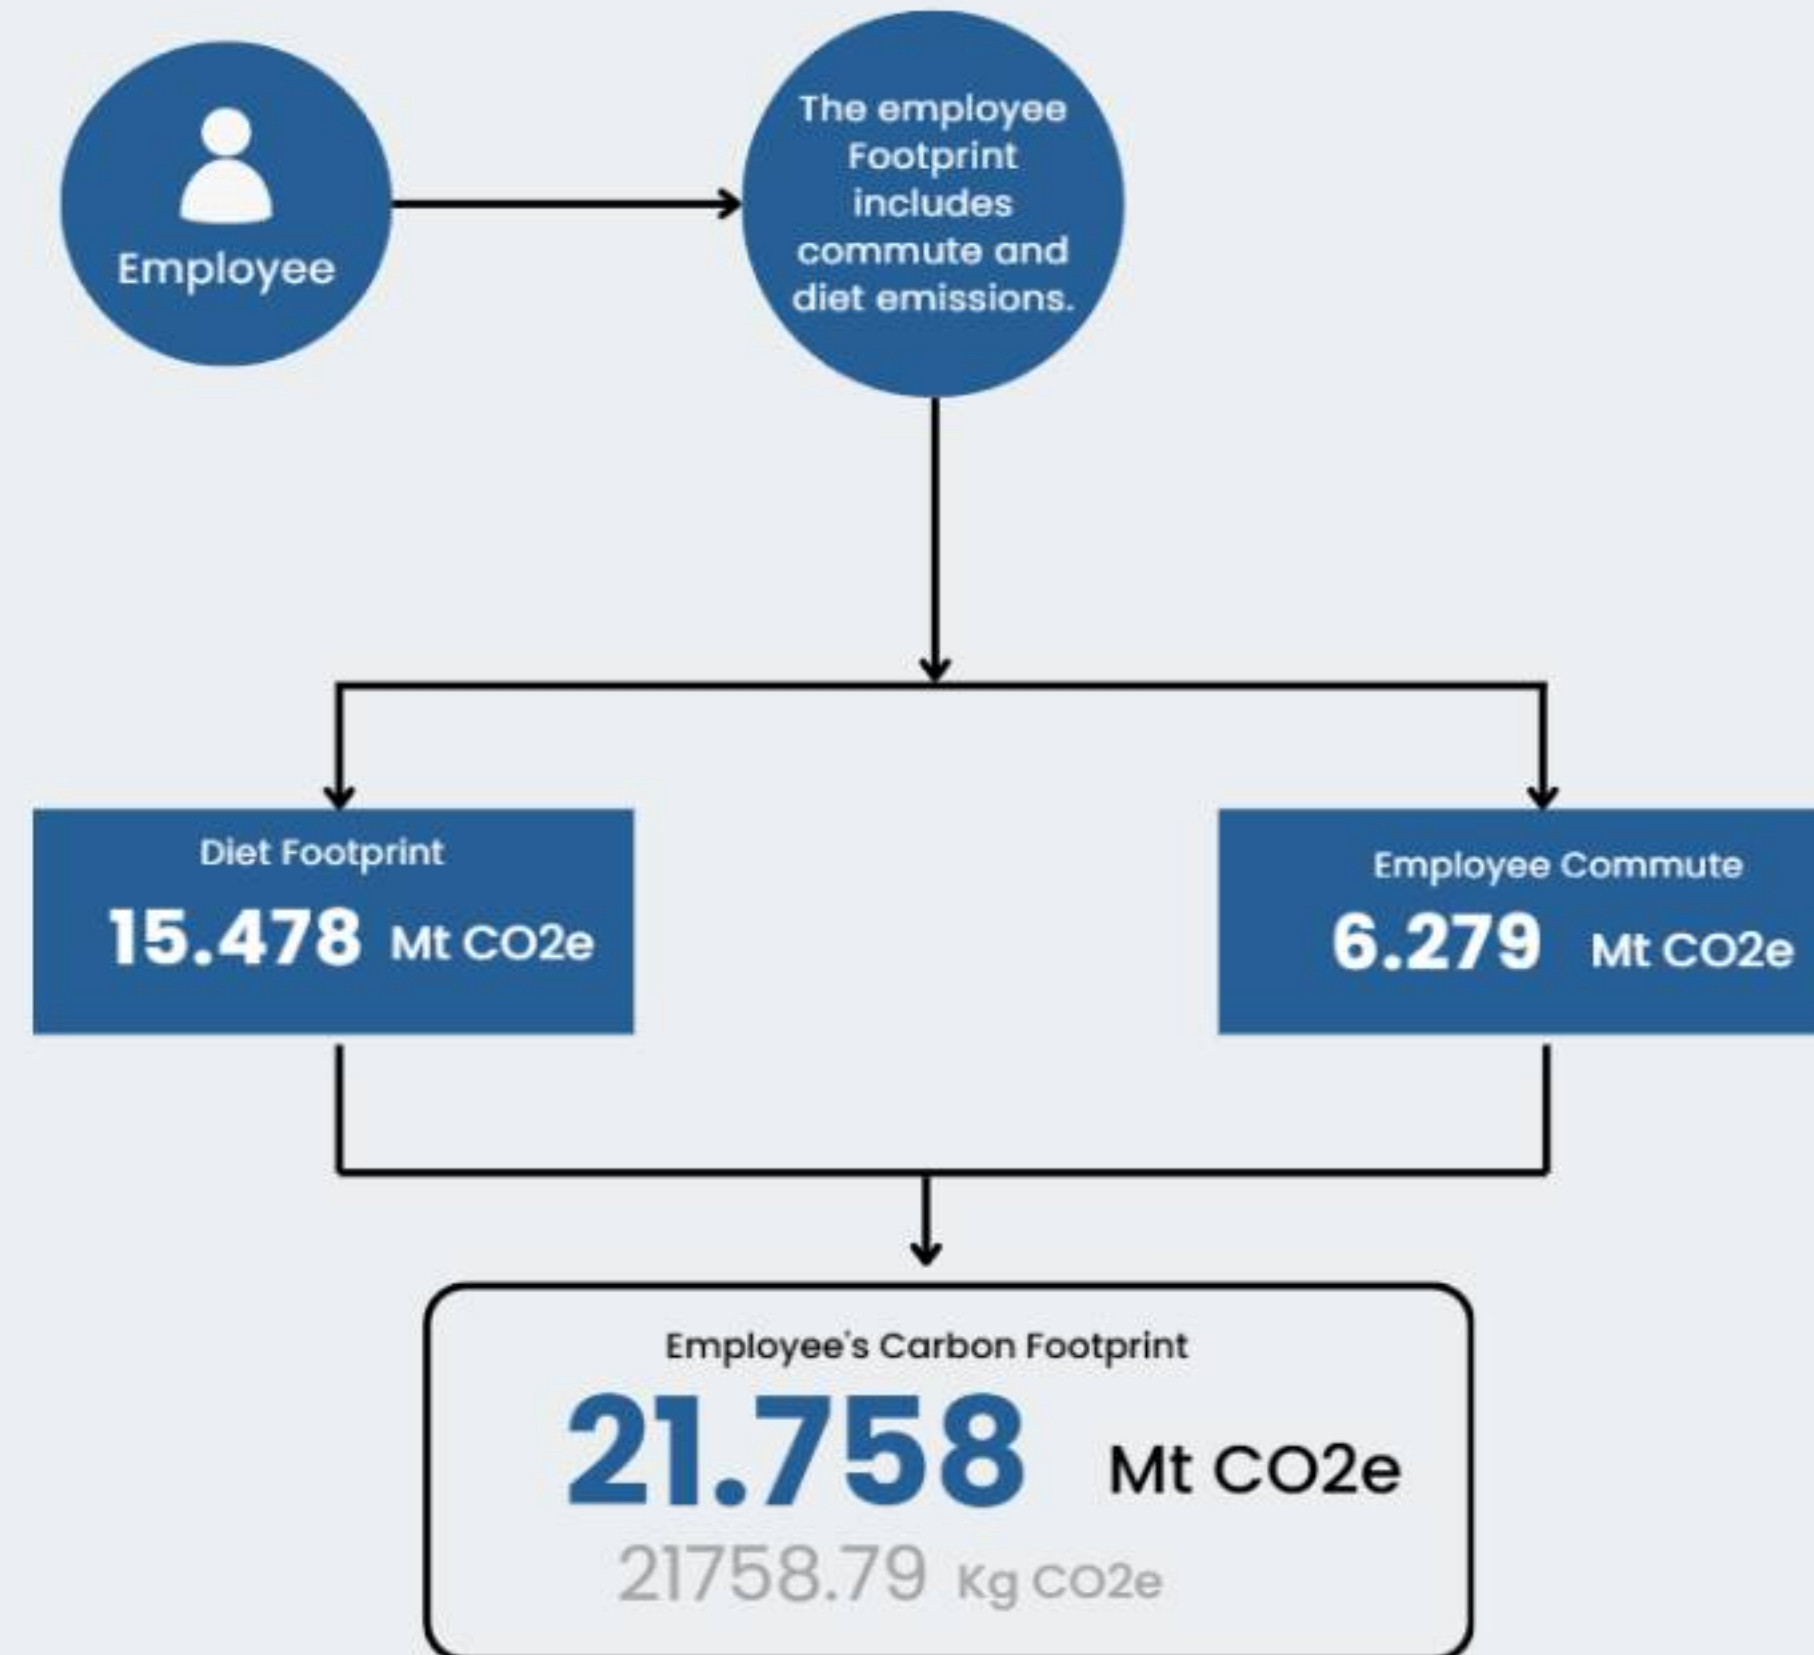 Employee
The employee
Footprint
includes
commute and
diet emissions.
Diet Footprint
15.478 Mt CO2e
Employee Commute
6.279 Mt CO2e
Employee's Carbon Footprint
21.758 Mt CO2e
21758.79 Kg CO2e